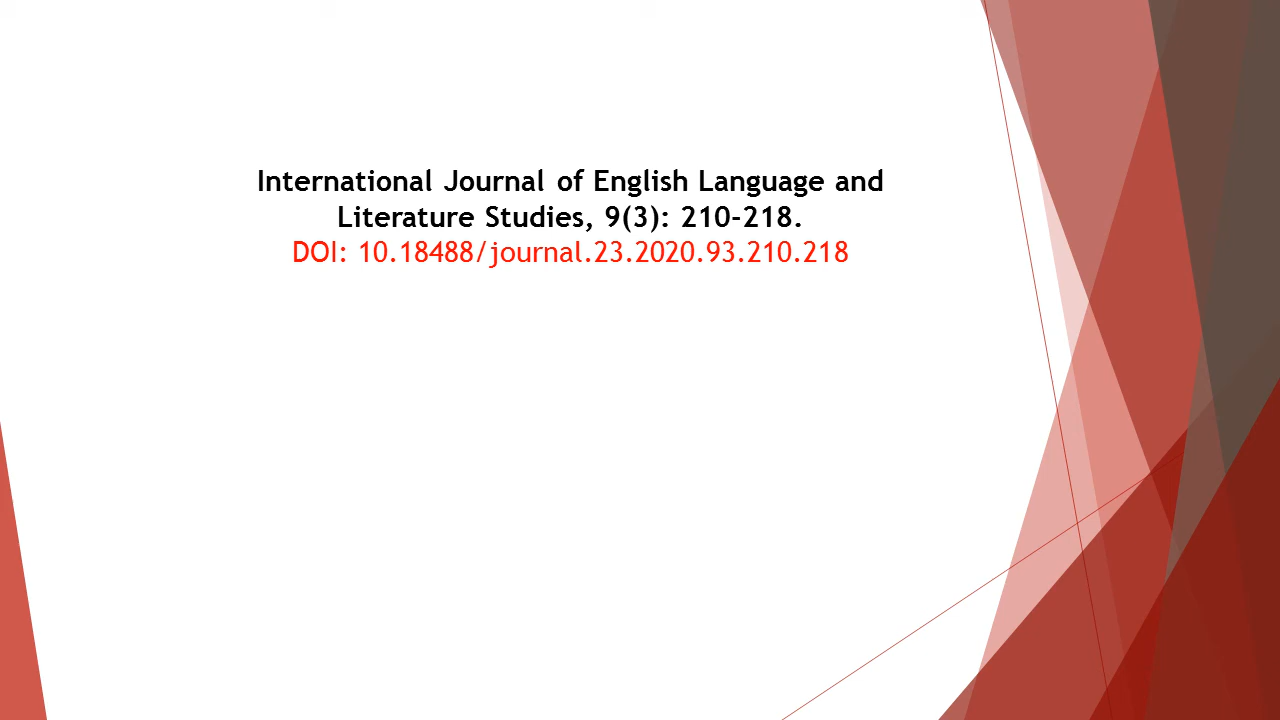 International Journal of English Language and
Literature Studies, 9(3): 210-218.
DOI: 10.18488/journal.23.2020.93.210.218